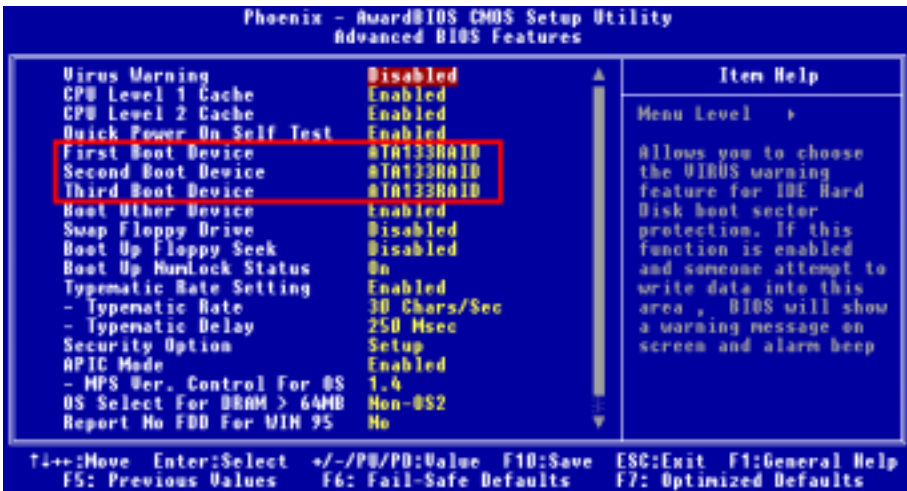 Phoenix - AwardBIOS CMOS Setup Utility
Advanced BIOS Features
Virus Warning Disabled
CPU Level 1 Cache Enabled
CPU Level 2 Cache Enabled
Quick Power On Self Test Enabled
First Boot Device ATA133RAID
Second Boot Device ATA133RAID
Third Boot Device ATA133RAID
Boot Other Device Enabled
Swap Floppy Drive Disabled
Boot Up Floppy Seek Disabled
Boot Up NumLock Status On
Typematic Rate Setting Enabled
- Typematic Rate 30 Chars/Sec
- Typematic Delay 250 Msec
Security Option Setup
APIC Mode Enabled
- MPS Ver. Control For OS 1.4
OS Select For DRAM > 64MB Non-OS2
Report No FDD For WIN 95 No
Item Help
Menu Level
Allows you to choose
the VIRUS warning
feature for IDE Hard
Disk boot sector
protection. If this
function is enabled
and someone attempt to
write data into this
area , BIOS will show
a warning message on
screen and alarm beep
↑↓←→:Move Enter:Select +/-/PU/PD:Value F10:Save ESC:Exit F1:General Help
F5: Previous Values F6: Fail-Safe Defaults F7: Optimized Defaults